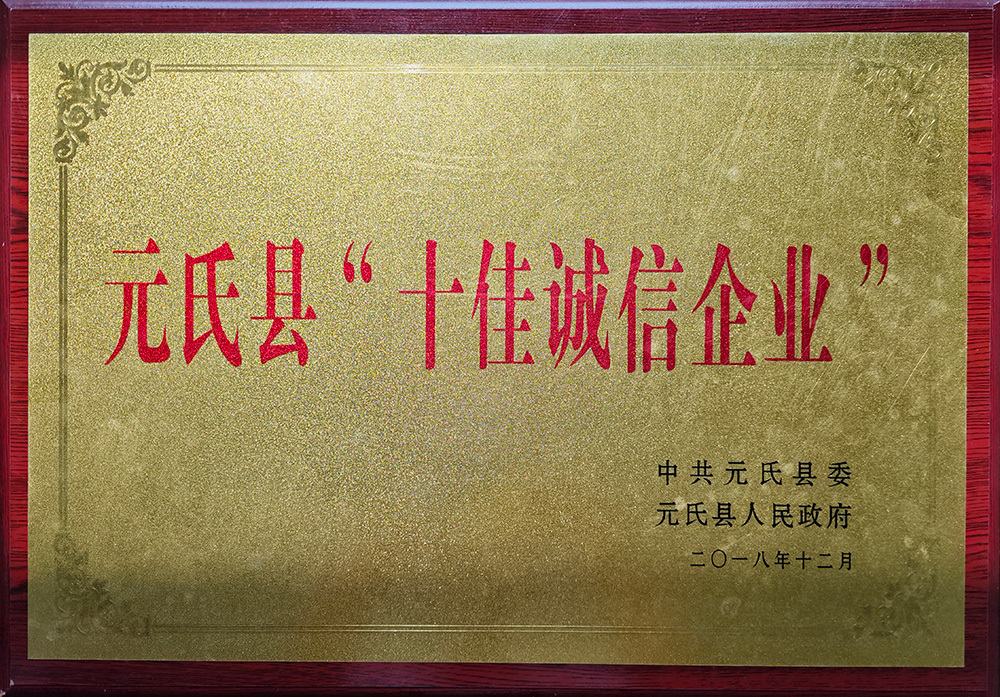 元氏县“十佳诚信企业”
中共元氏县委
元氏县人民政府
二〇一八年十二月